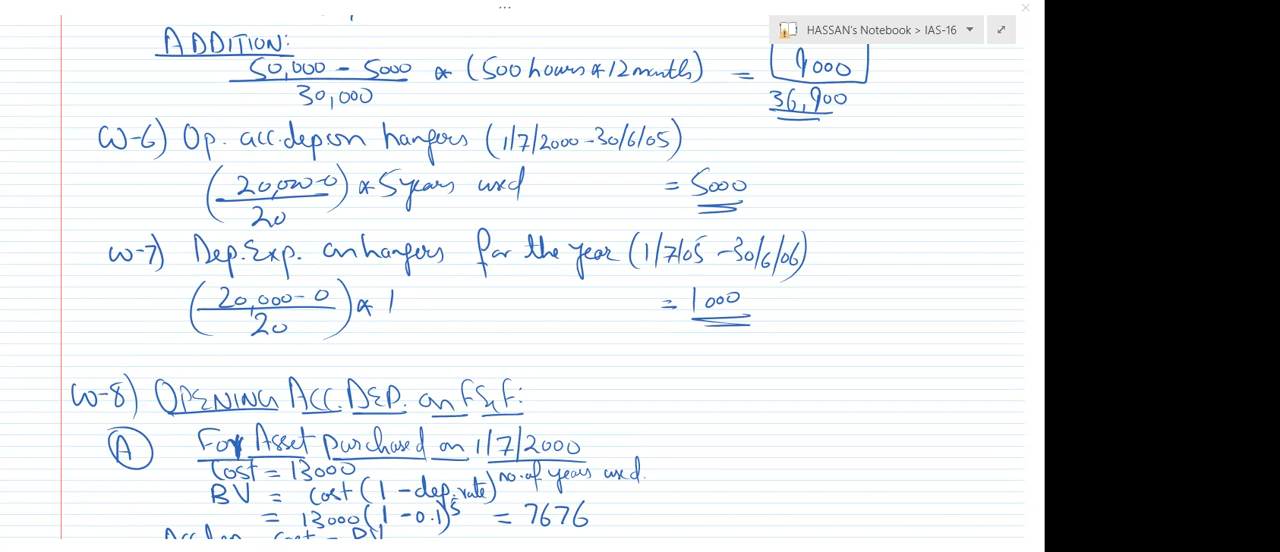 ...
HASSAN's Notebook > IAS-16
ADDITION:
50,000 - 5000 * (500 hours * 12 months) = 9000
30,000
36,900
W-6) Op. acc. dep on hangers (1/7/2000 - 30/6/05)
(20,000-0) * 5 years used = 5000
20
W-7) Dep. Exp. on hangers for the year (1/7/05 - 30/6/06)
(20,000-0) * 1 = 1000
20
W-8) OPENING ACC. DEP. on F&F:
A For Asset purchased on 1/7/2000
Cost = 13000
BV = cost (1 - dep. rate)^no. of years used.
= 13000 (1 - 0.1)^5 = 7676